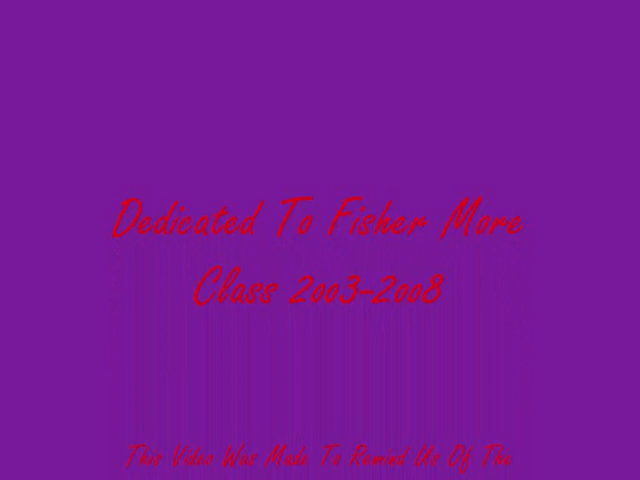 Dedicated To Fisher More
Class 2003-2008
This Video Was Made To Remind Us Of The